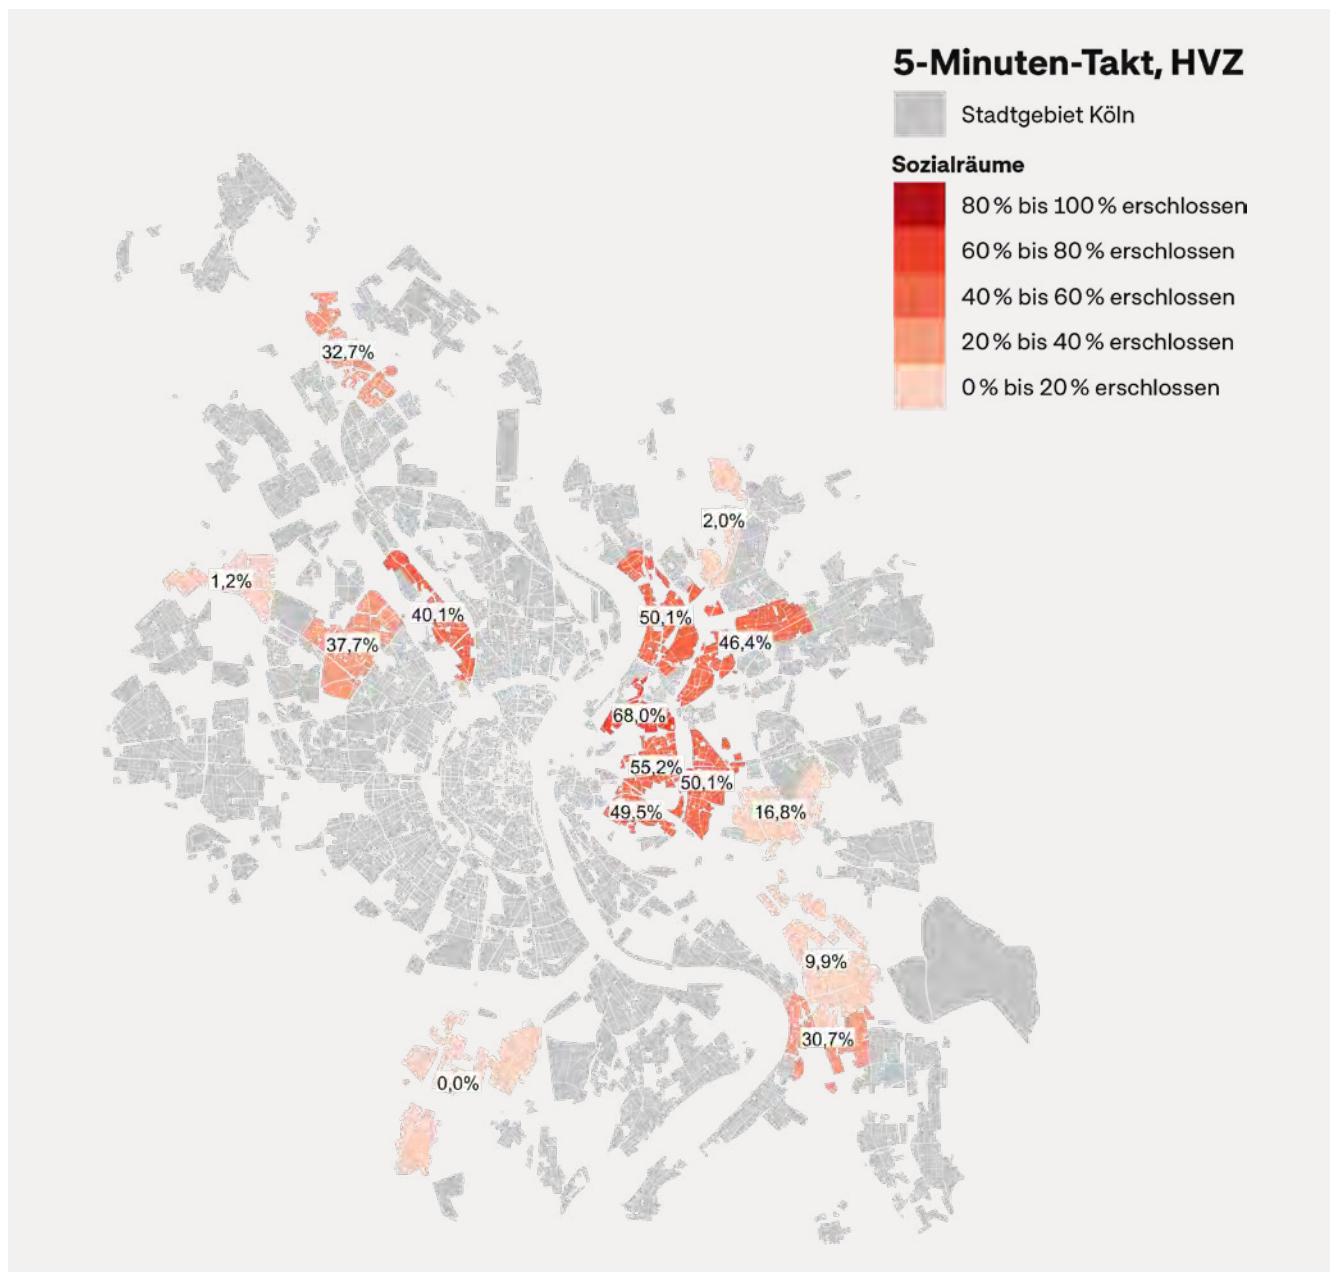 5-Minuten-Takt, HVZ
Stadtgebiet Köln
Sozialräume
80 % bis 100 % erschlossen
60 % bis 80 % erschlossen
40 % bis 60 % erschlossen
20 % bis 40 % erschlossen
0 % bis 20 % erschlossen
32,7%
2,0%
1,2%
40,1%
50,1%
37,7%
46,4%
68,0%
55,2%
50,1%
49,5%
16,8%
9,9%
30,7%
0,0%